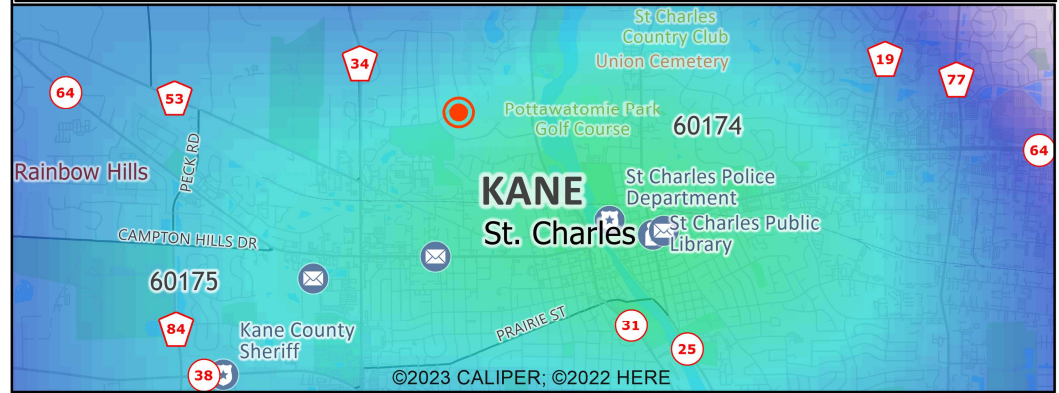 St Charles
Country Club
Union Cemetery
34
19
77
64
53
Pottawatomie Park
Golf Course
60174
64
PECK RD
Rainbow Hills
KANE
St. Charles
St Charles Police
Department
St Charles Public
Library
CAMPTON HILLS DR
60175
84
Kane County
Sheriff
38
PRAIRIE ST
31
25
©2023 CALIPER; ©2022 HERE